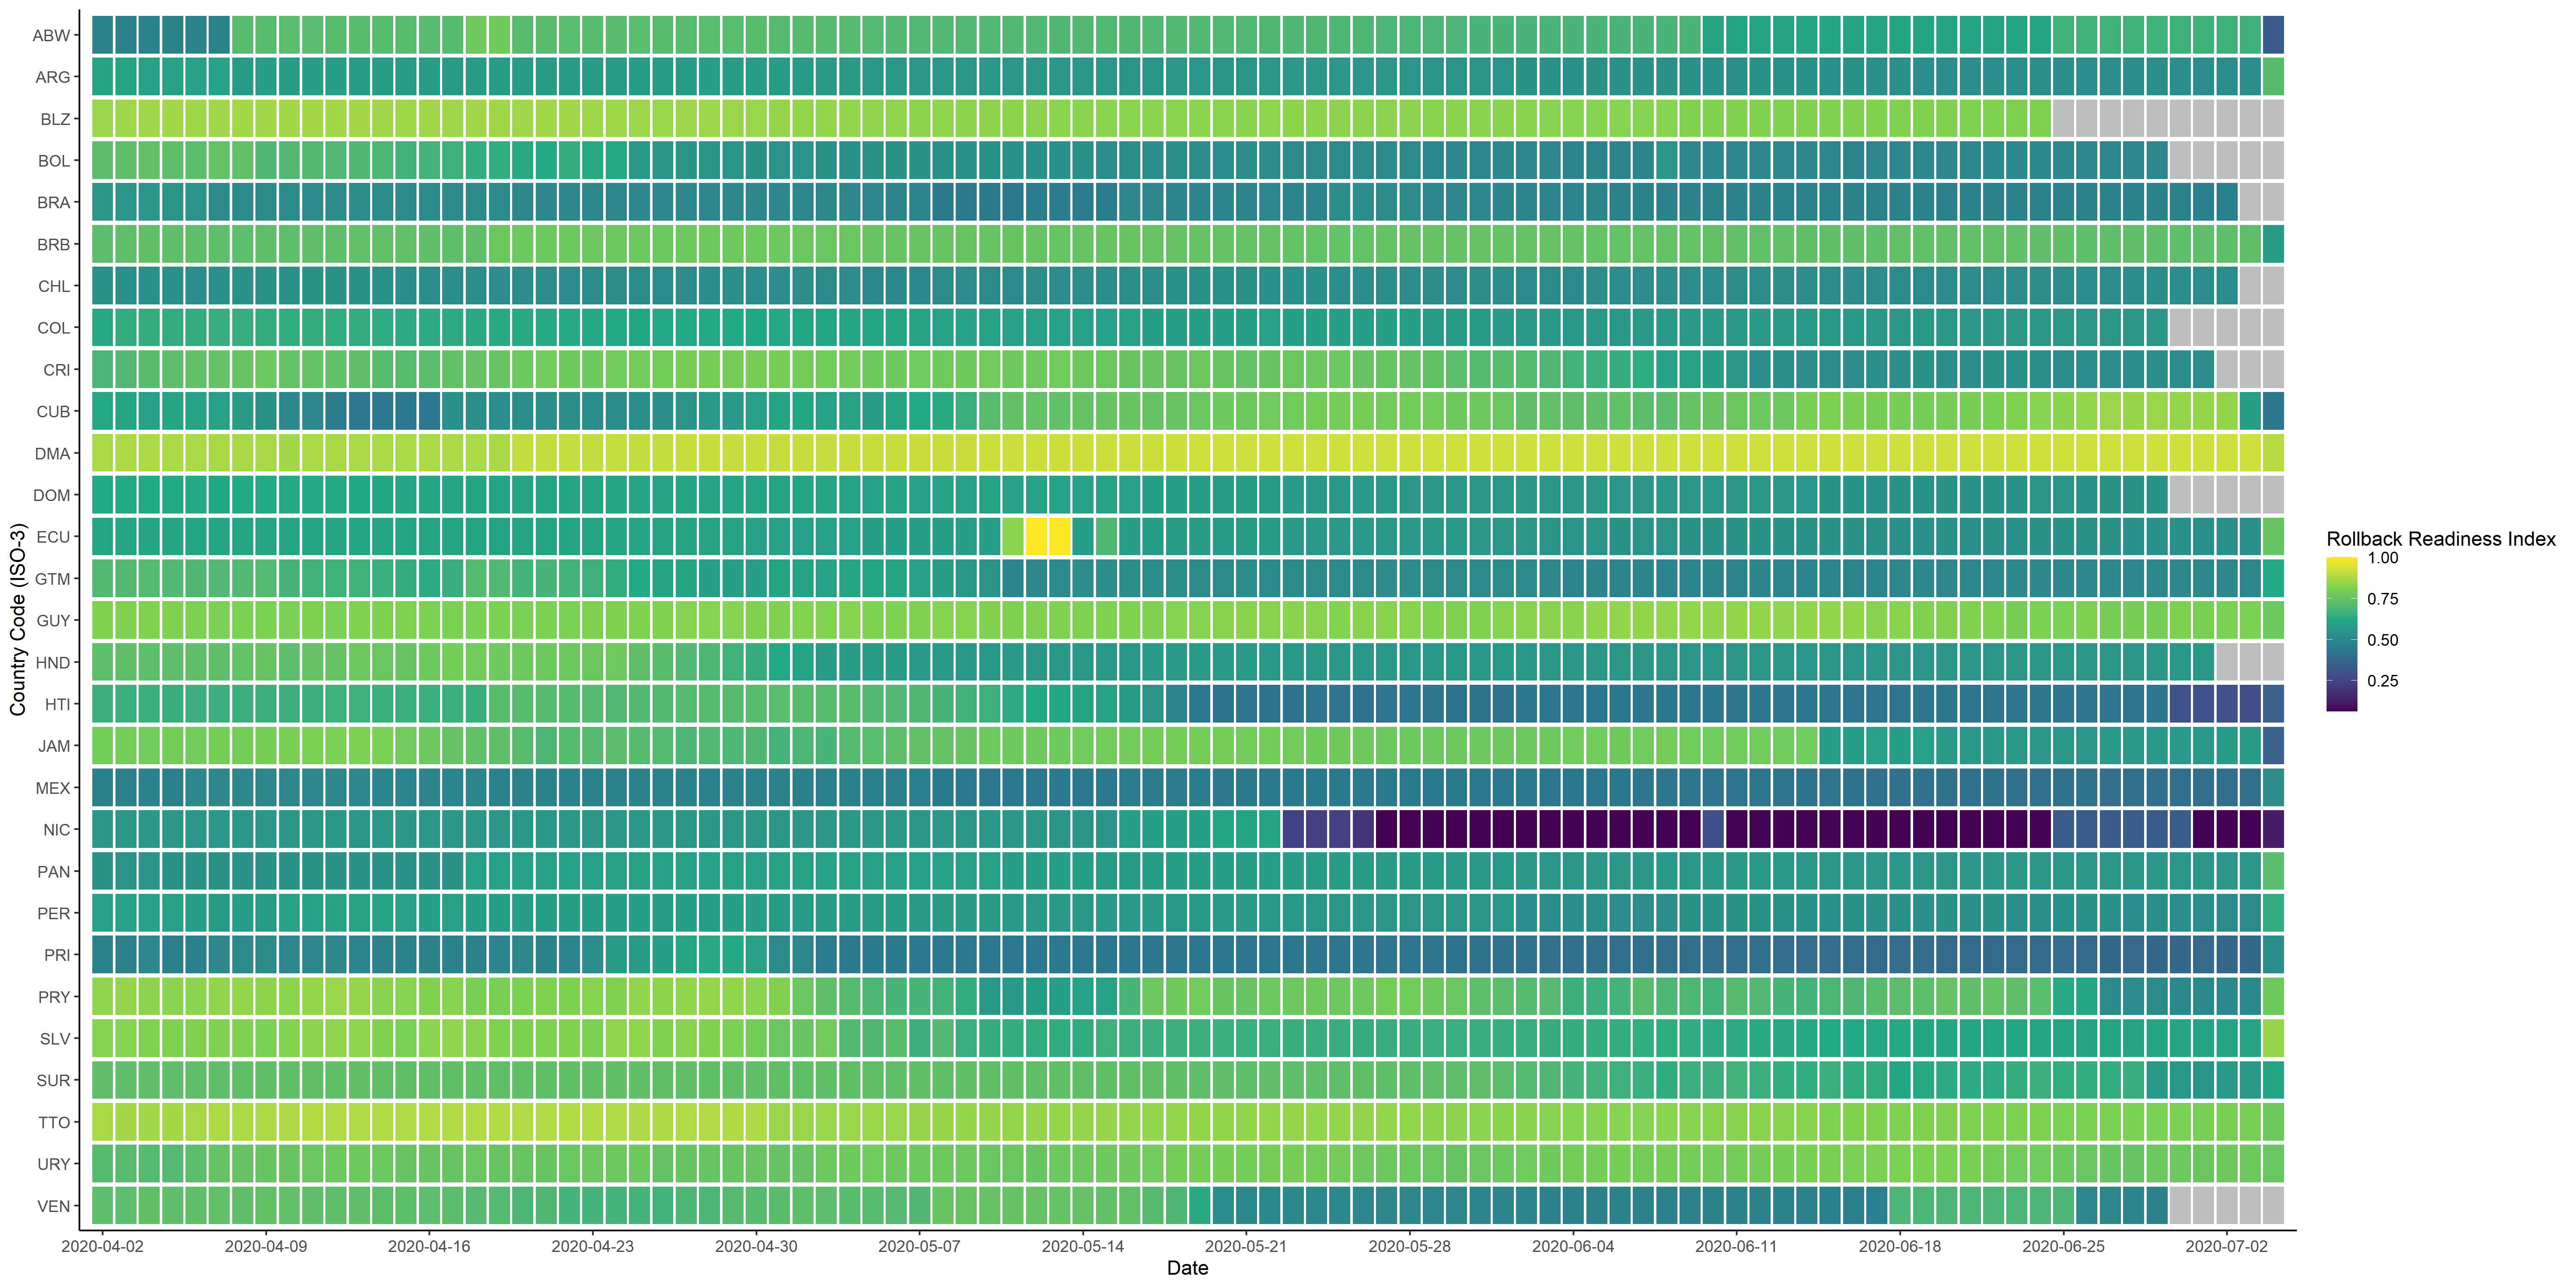 ABW
ARG
BLZ
BOL
BRA
BRB
CHL
COL
CRI
CUB
DMA
DOM
ECU
GTM
GUY
HND
HTI
JAM
MEX
NIC
PAN
PER
PRI
PRY
SLV
SUR
TTO
URY
VEN
Country Code (ISO-3)
2020-04-02 2020-04-09 2020-04-16 2020-04-23 2020-04-30 2020-05-07 2020-05-14 2020-05-21 2020-05-28 2020-06-04 2020-06-11 2020-06-18 2020-06-25 2020-07-02
Date
Rollback Readiness Index
1.00
0.75
0.50
0.25